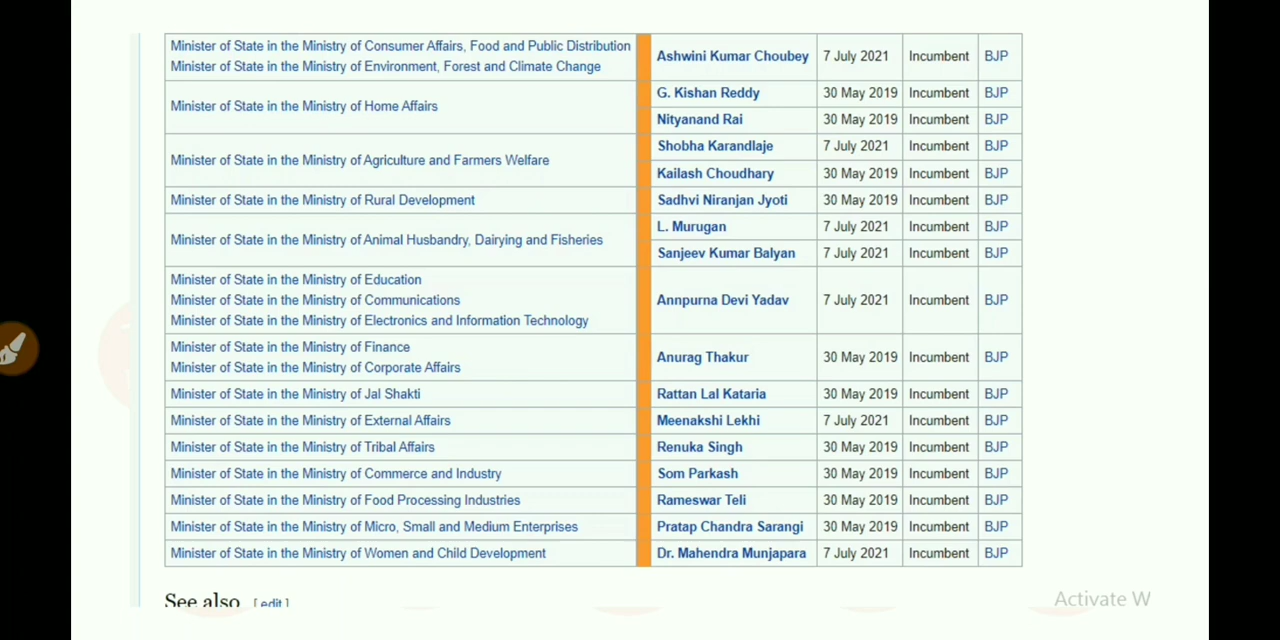 Minister of State in the Ministry of Consumer Affairs, Food and Public Distribution
Minister of State in the Ministry of Environment, Forest and Climate Change
Ashwini Kumar Choubey 7 July 2021 Incumbent BJP
Minister of State in the Ministry of Home Affairs
G. Kishan Reddy 30 May 2019 Incumbent BJP
Nityanand Rai 30 May 2019 Incumbent BJP
Minister of State in the Ministry of Agriculture and Farmers Welfare
Shobha Karandlaje 7 July 2021 Incumbent BJP
Kailash Choudhary 30 May 2019 Incumbent BJP
Minister of State in the Ministry of Rural Development Sadhvi Niranjan Jyoti 30 May 2019 Incumbent BJP
Minister of State in the Ministry of Animal Husbandry, Dairying and Fisheries
L. Murugan 7 July 2021 Incumbent BJP
Sanjeev Kumar Balyan 7 July 2021 Incumbent BJP
Minister of State in the Ministry of Education
Minister of State in the Ministry of Communications
Minister of State in the Ministry of Electronics and Information Technology
Annpurna Devi Yadav 7 July 2021 Incumbent BJP
Minister of State in the Ministry of Finance
Minister of State in the Ministry of Corporate Affairs
Anurag Thakur 30 May 2019 Incumbent BJP
Minister of State in the Ministry of Jal Shakti Rattan Lal Kataria 30 May 2019 Incumbent BJP
Minister of State in the Ministry of External Affairs Meenakshi Lekhi 7 July 2021 Incumbent BJP
Minister of State in the Ministry of Tribal Affairs Renuka Singh 30 May 2019 Incumbent BJP
Minister of State in the Ministry of Commerce and Industry Som Parkash 30 May 2019 Incumbent BJP
Minister of State in the Ministry of Food Processing Industries Rameswar Teli 30 May 2019 Incumbent BJP
Minister of State in the Ministry of Micro, Small and Medium Enterprises Pratap Chandra Sarangi 30 May 2019 Incumbent BJP
Minister of State in the Ministry of Women and Child Development Dr. Mahendra Munjapara 7 July 2021 Incumbent BJP
See also [ edit ]
Activate W